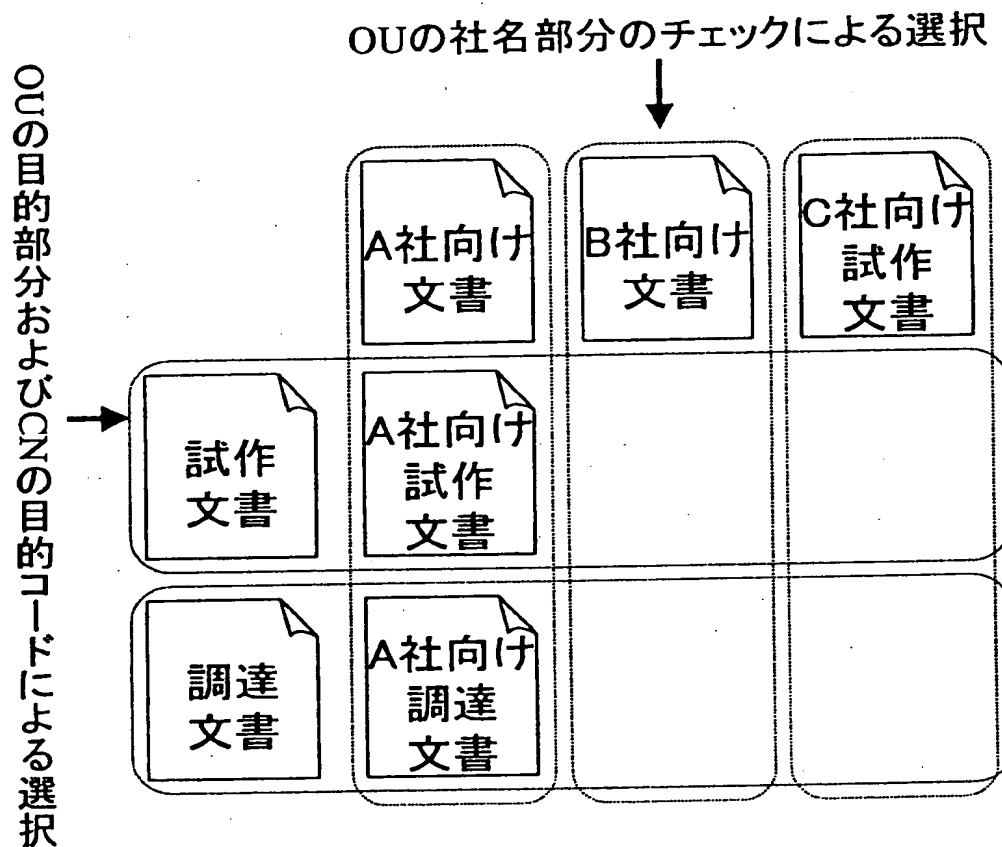 OUの社名部分のチェックによる選択
OUの目的部分およびCNの目的コードによる選択
A社向け
文書
B社向け
文書
C社向け
試作
文書
試作
文書
A社向け
試作
文書
調達
文書
A社向け
調達
文書